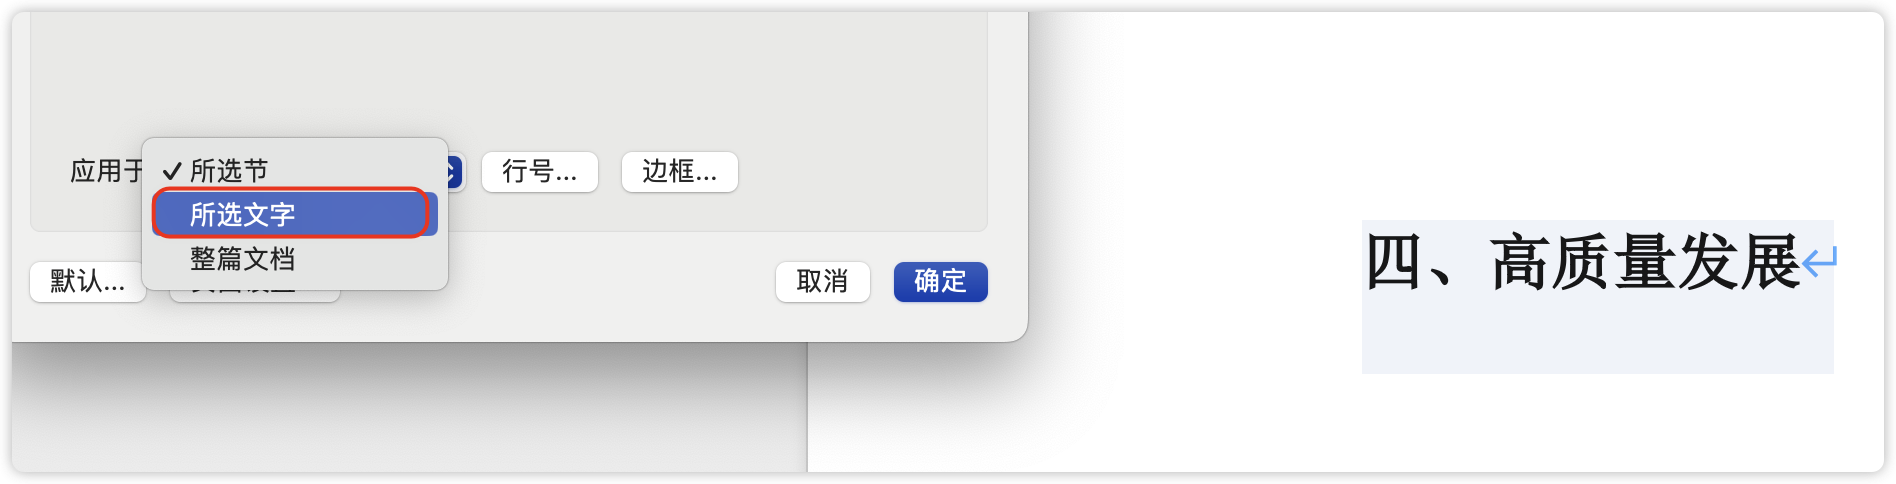 应用于
✓ 所选节
所选文字
整篇文档
行号...
边框...
默认...
取消
确定
四、高质量发展↵